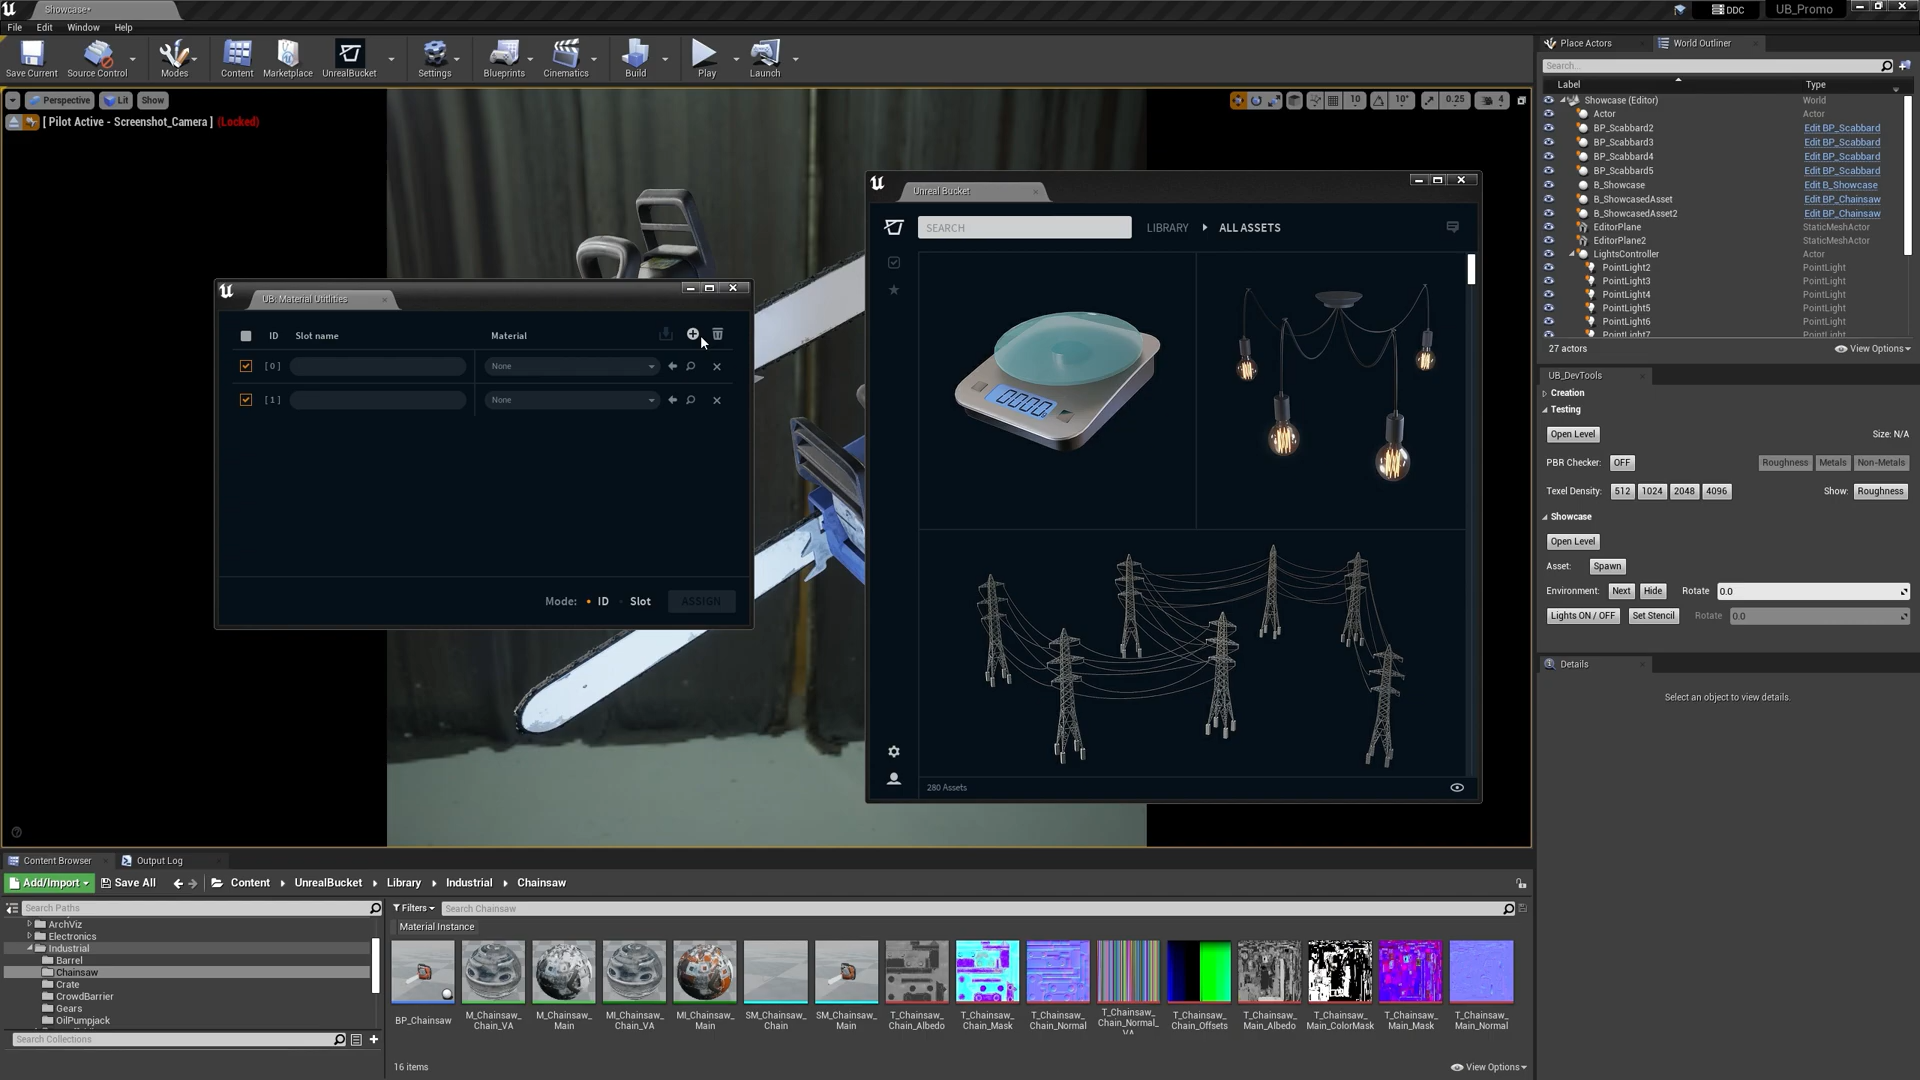 Showcase*
DDC
UB_Promo
File Edit Window Help
Save Current
Source Control
Modes
Content
Marketplace
UnrealBucket
Settings
Blueprints
Cinematics
Build
Play
Launch
Perspective
Lit
Show
10
10°
0.25
4
[ Pilot Active - Screenshot_Camera ] (Locked)
UB: Material Utitlities
ID Slot name Material
[ 0 ] None
[ 1 ] None
Mode: ID Slot ASSIGN
Unreal Bucket
SEARCH
LIBRARY ALL ASSETS
0000
280 Assets
Place Actors
World Outliner
Search...
Label Type
Showcase (Editor) World
Actor Actor
BP_Scabbard2 Edit BP_Scabbard
BP_Scabbard3 Edit BP_Scabbard
BP_Scabbard4 Edit BP_Scabbard
BP_Scabbard5 Edit BP_Scabbard
B_Showcase Edit B_Showcase
B_ShowcasedAsset Edit BP_Chainsaw
B_ShowcasedAsset2 Edit BP_Chainsaw
EditorPlane StaticMeshActor
EditorPlane2 StaticMeshActor
LightsController Actor
PointLight2 PointLight
PointLight3 PointLight
PointLight4 PointLight
PointLight5 PointLight
PointLight6 PointLight
PointLight7 PointLight
27 actors View Options
UB_DevTools
Creation
Testing
Open Level Size: N/A
PBR Checker: OFF Roughness Metals Non-Metals
Texel Density: 512 1024 2048 4096 Show: Roughness
Showcase
Open Level
Asset: Spawn
Environment: Next Hide Rotate 0.0
Lights ON / OFF Set Stencil Rotate 0.0
Details
Select an object to view details.
Content Browser Output Log
Add/Import Save All Content UnrealBucket Library Industrial Chainsaw
Search Paths
ArchViz
Electronics
Industrial
Barrel
Chainsaw
Crate
CrowdBarrier
Gears
OilPumpjack
Search Collections
Filters Search Chainsaw
Material Instance
BP_Chainsaw
M_Chainsaw_
Chain_VA
M_Chainsaw_
Main
MI_Chainsaw_
Chain_VA
MI_Chainsaw_
Main
SM_Chainsaw_
Chain
SM_Chainsaw_
Main
T_Chainsaw_
Chain_Albedo
T_Chainsaw_
Chain_Mask
T_Chainsaw_
Chain_Normal
T_Chainsaw_
Chain_Normal_
VA
T_Chainsaw_
Chain_Offsets
T_Chainsaw_
Main_Albedo
T_Chainsaw_
Main_ColorMask
T_Chainsaw_
Main_Mask
T_Chainsaw_
Main_Normal
16 items View Options